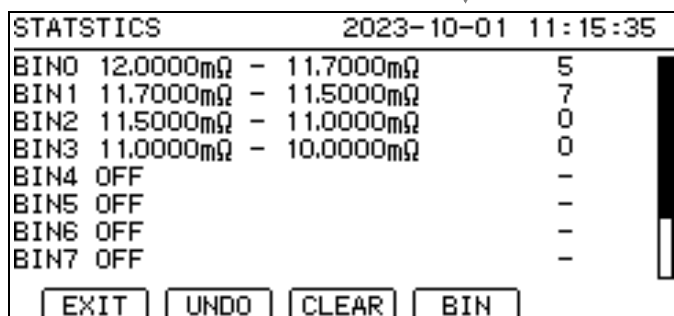 STATSTICS 2023-10-01 11:15:35
BIN0 12.0000mΩ - 11.7000mΩ 5
BIN1 11.7000mΩ - 11.5000mΩ 7
BIN2 11.5000mΩ - 11.0000mΩ 0
BIN3 11.0000mΩ - 10.0000mΩ 0
BIN4 OFF -
BIN5 OFF -
BIN6 OFF -
BIN7 OFF -
EXIT UNDO CLEAR BIN